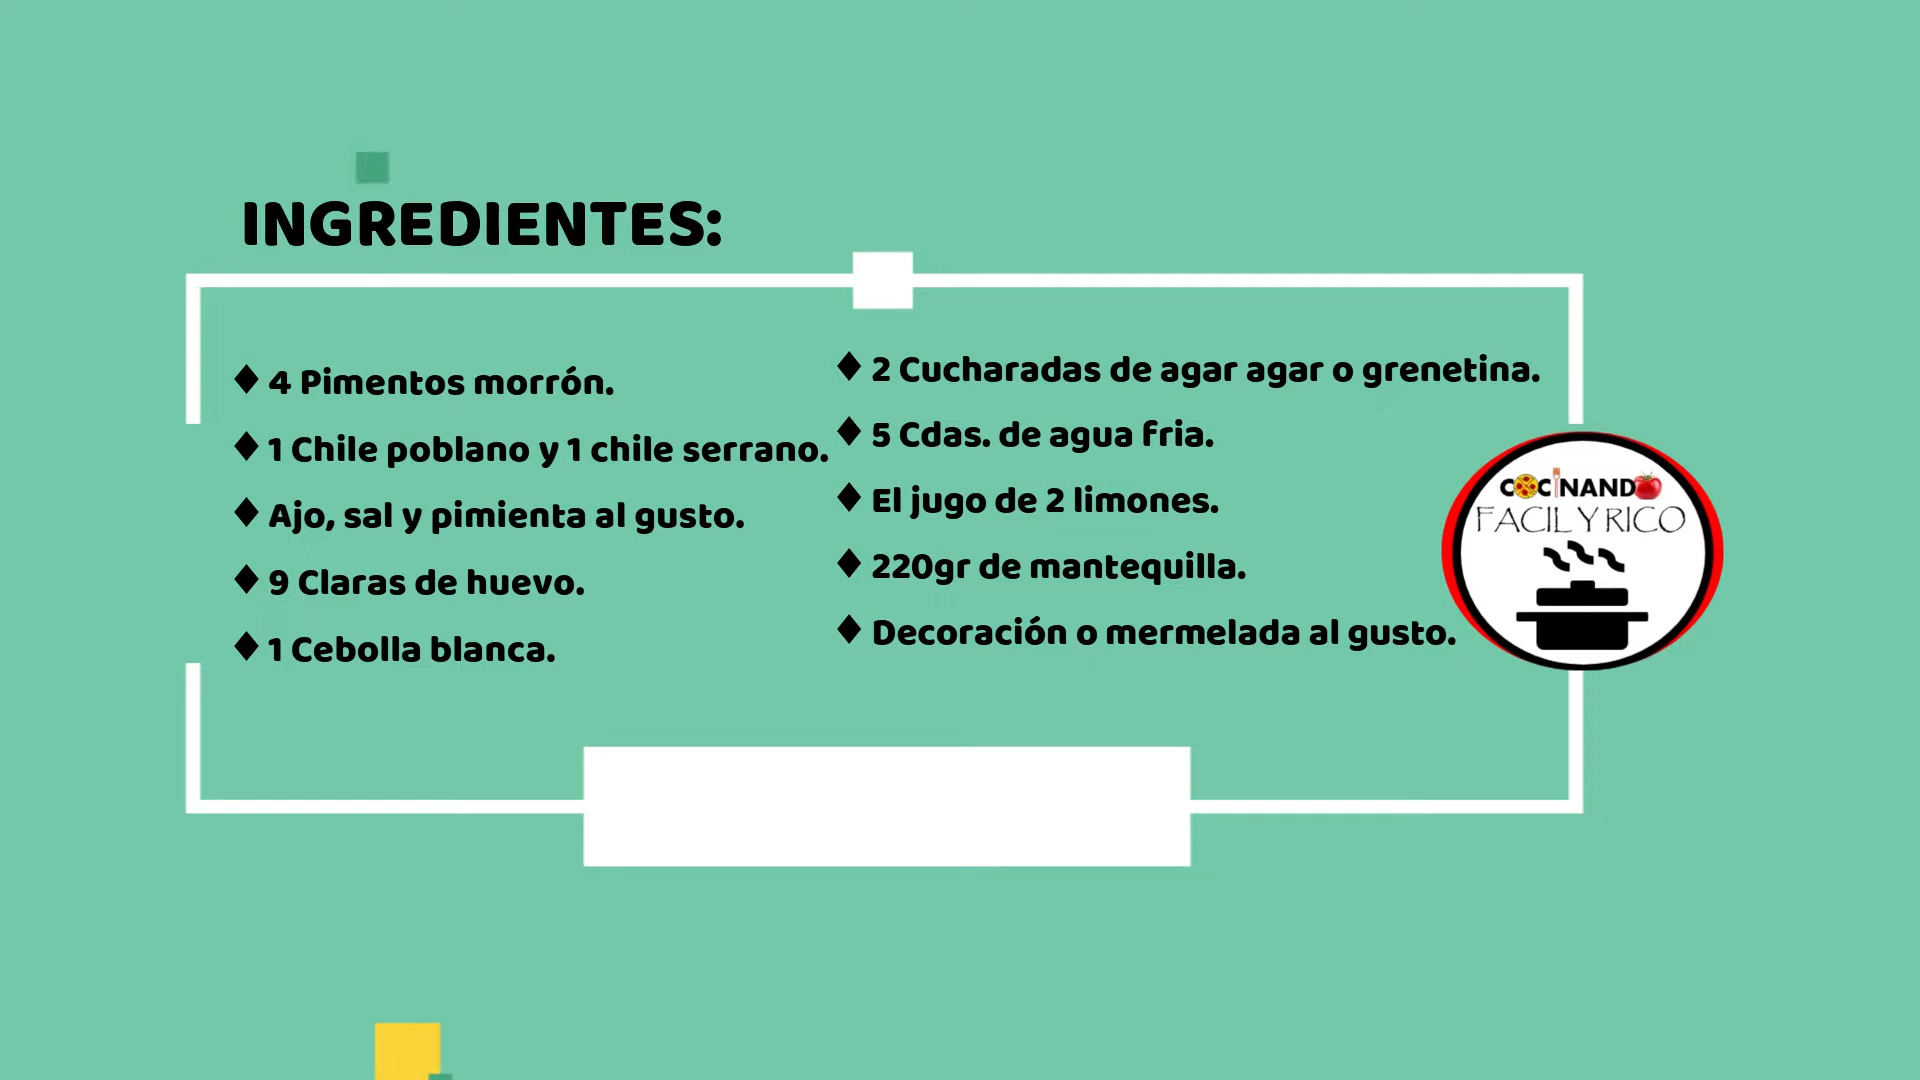 INGREDIENTES:
♦ 4 Pimentos morrón.
♦ 1 Chile poblano y 1 chile serrano.
♦ Ajo, sal y pimienta al gusto.
♦ 9 Claras de huevo.
♦ 1 Cebolla blanca.
♦ 2 Cucharadas de agar agar o grenetina.
♦ 5 Cdas. de agua fria.
♦ El jugo de 2 limones.
♦ 220gr de mantequilla.
♦ Decoración o mermelada al gusto.
COCINANDO
FACIL Y RICO